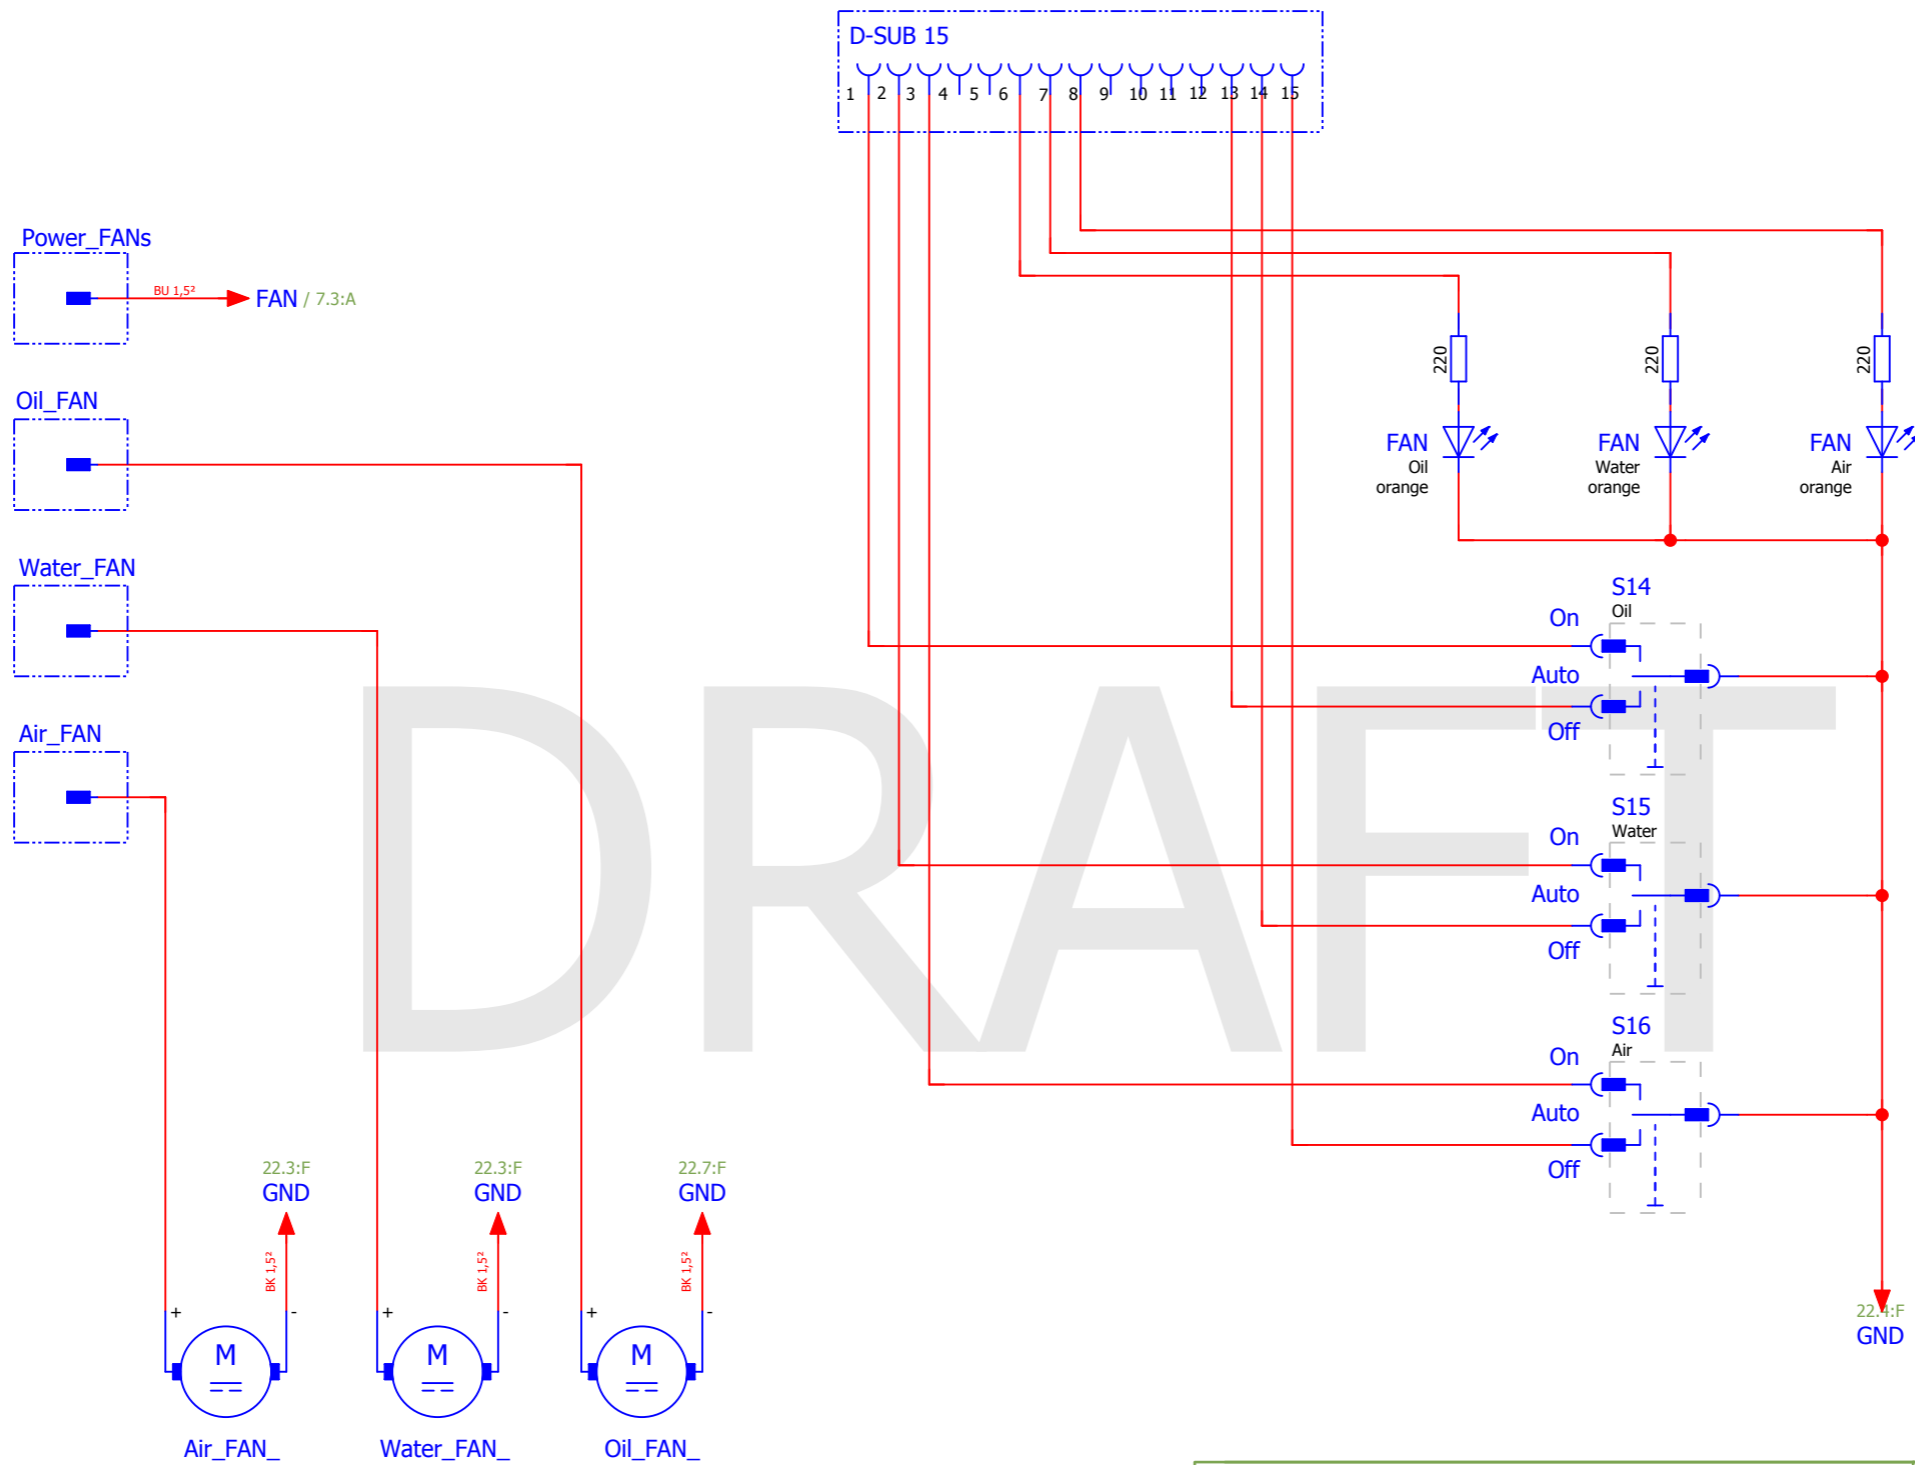 D-SUB 15
1 2 3 4 5 6 7 8 9 10 11 12 13 14 15
Power_FANs
BU 1,5²
FAN / 7.3:A
Oil_FAN
Water_FAN
Air_FAN
220
220
220
FAN
Oil
orange
FAN
Water
orange
FAN
Air
orange
S14
Oil
On
Auto
Off
S15
Water
On
Auto
Off
S16
Air
On
Auto
Off
DRAFT
22.3:F
GND
BK 1,5²
22.3:F
GND
BK 1,5²
22.7:F
GND
BK 1,5²
22.4:F
GND
+ -
+ -
+ -
M
M
M
Air_FAN_
Water_FAN_
Oil_FAN_